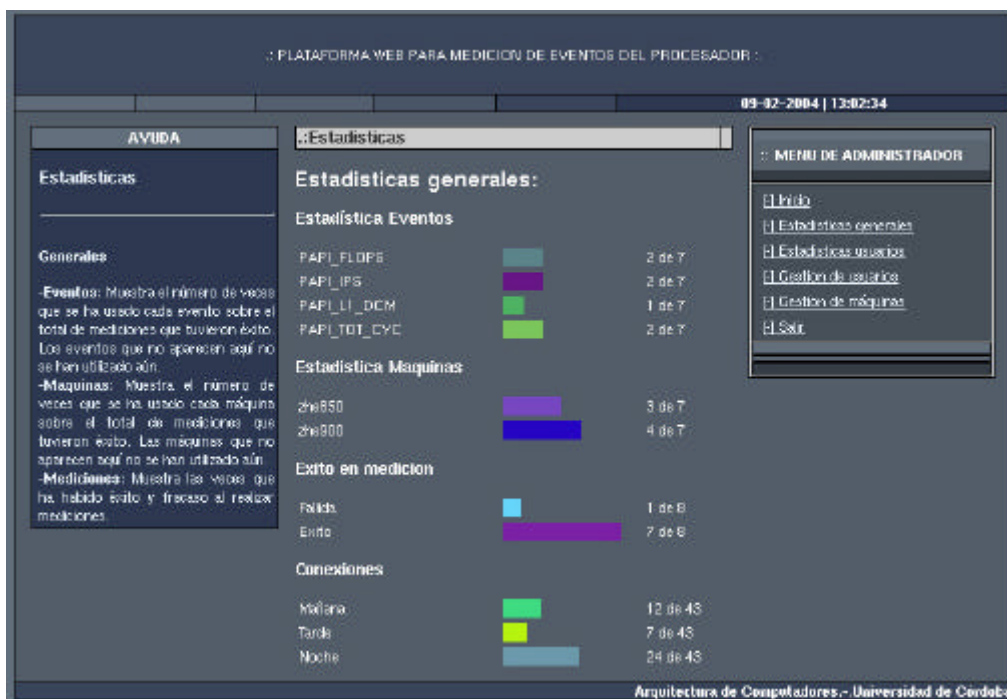 .: PLATAFORMA WEB PARA MEDICION DE EVENTOS DEL PROCESADOR :.
09-02-2004 | 13:02:34
AYUDA
Estadisticas
Generales
-Eventos: Muestra el número de veces
que se ha usado cada evento sobre el
total de mediciones que tuvieron éxito.
Los eventos que no aparecen aquí no
se han utilizado aún.
-Maquinas: Muestra el número de
veces que se ha usado cada máquina
sobre el total de mediciones que
tuvieron éxito. Las máquinas que no
aparecen aquí no se han utilizado aún
-Mediciones: Muestra las veces que
ha habido éxito y fracaso al realizar
mediciones.
.:Estadisticas
Estadisticas generales:
Estadística Eventos
PAPI_FLOPS 2 de 7
PAPI_IPS 2 de 7
PAPI_L1_DCM 1 de 7
PAPI_TOT_CYC 2 de 7
Estadistica Maquinas
zhe850 3 de 7
zhe900 4 de 7
Exito en medicion
Fallida 1 de 8
Exito 7 de 8
Conexiones
Mañana 12 de 43
Tarde 7 de 43
Noche 24 de 43
:: MENU DE ADMINISTRADOR
[-] Inicio
[-] Estadisticas generales
[-] Estadisticas usuarios
[-] Gestion de usuarios
[-] Gestion de máquinas
[-] Salir
Arquitectura de Computadores.- Universidad de Córdob